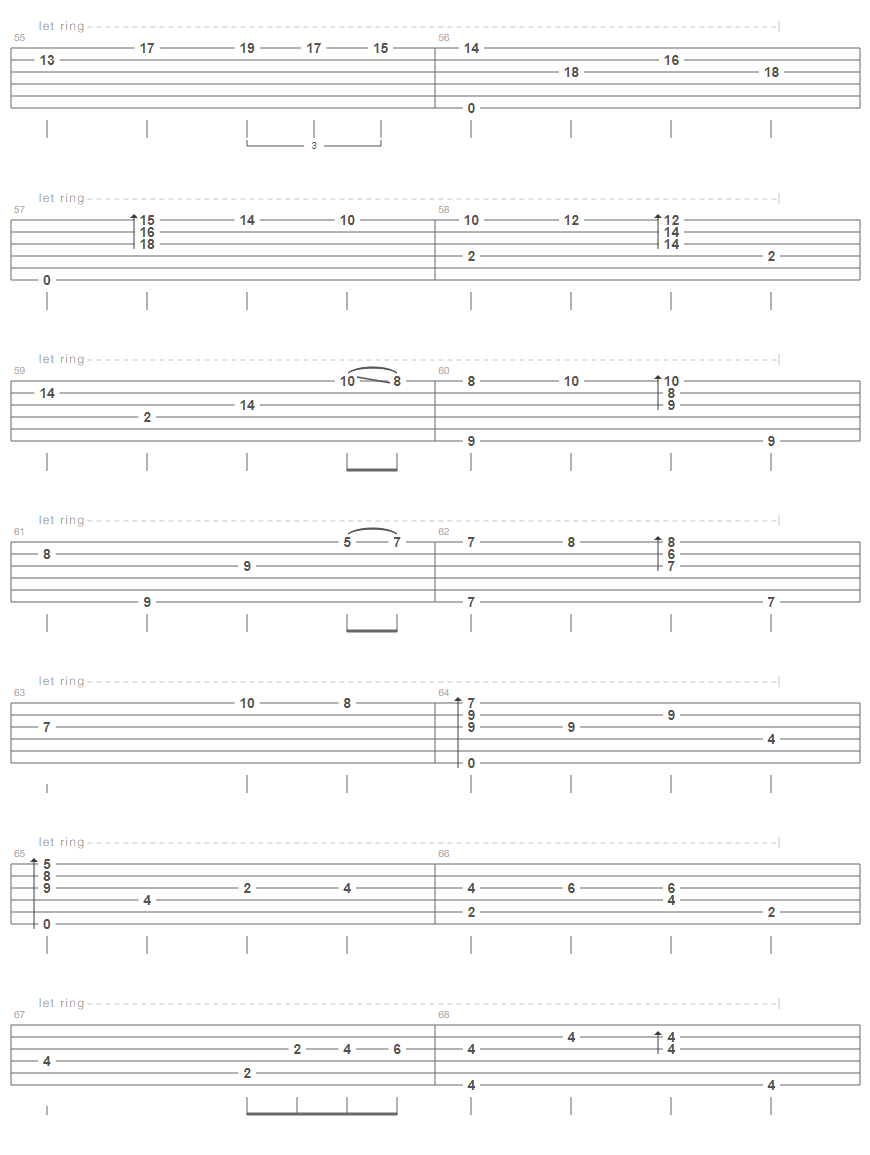 let ring
55 56
17 19 17 15 14
13 16
18 18
0
3
let ring
57 58
15 14 10 10 12 12
16 14
18 14
2 2
0
let ring
59 60
10 8 8 10 10
14 8
14 9
2
9 9
let ring
61 62
5 7 7 8 8
8 6
9 7
9 7 7
let ring
63 64
10 8 7
9 9
7 9 9
4
0
let ring
65 66
5
8
9 2 4 4 6 6
4 4
2 2
0
let ring
67 68
4 4
2 4 6 4 4
4
2
4 4